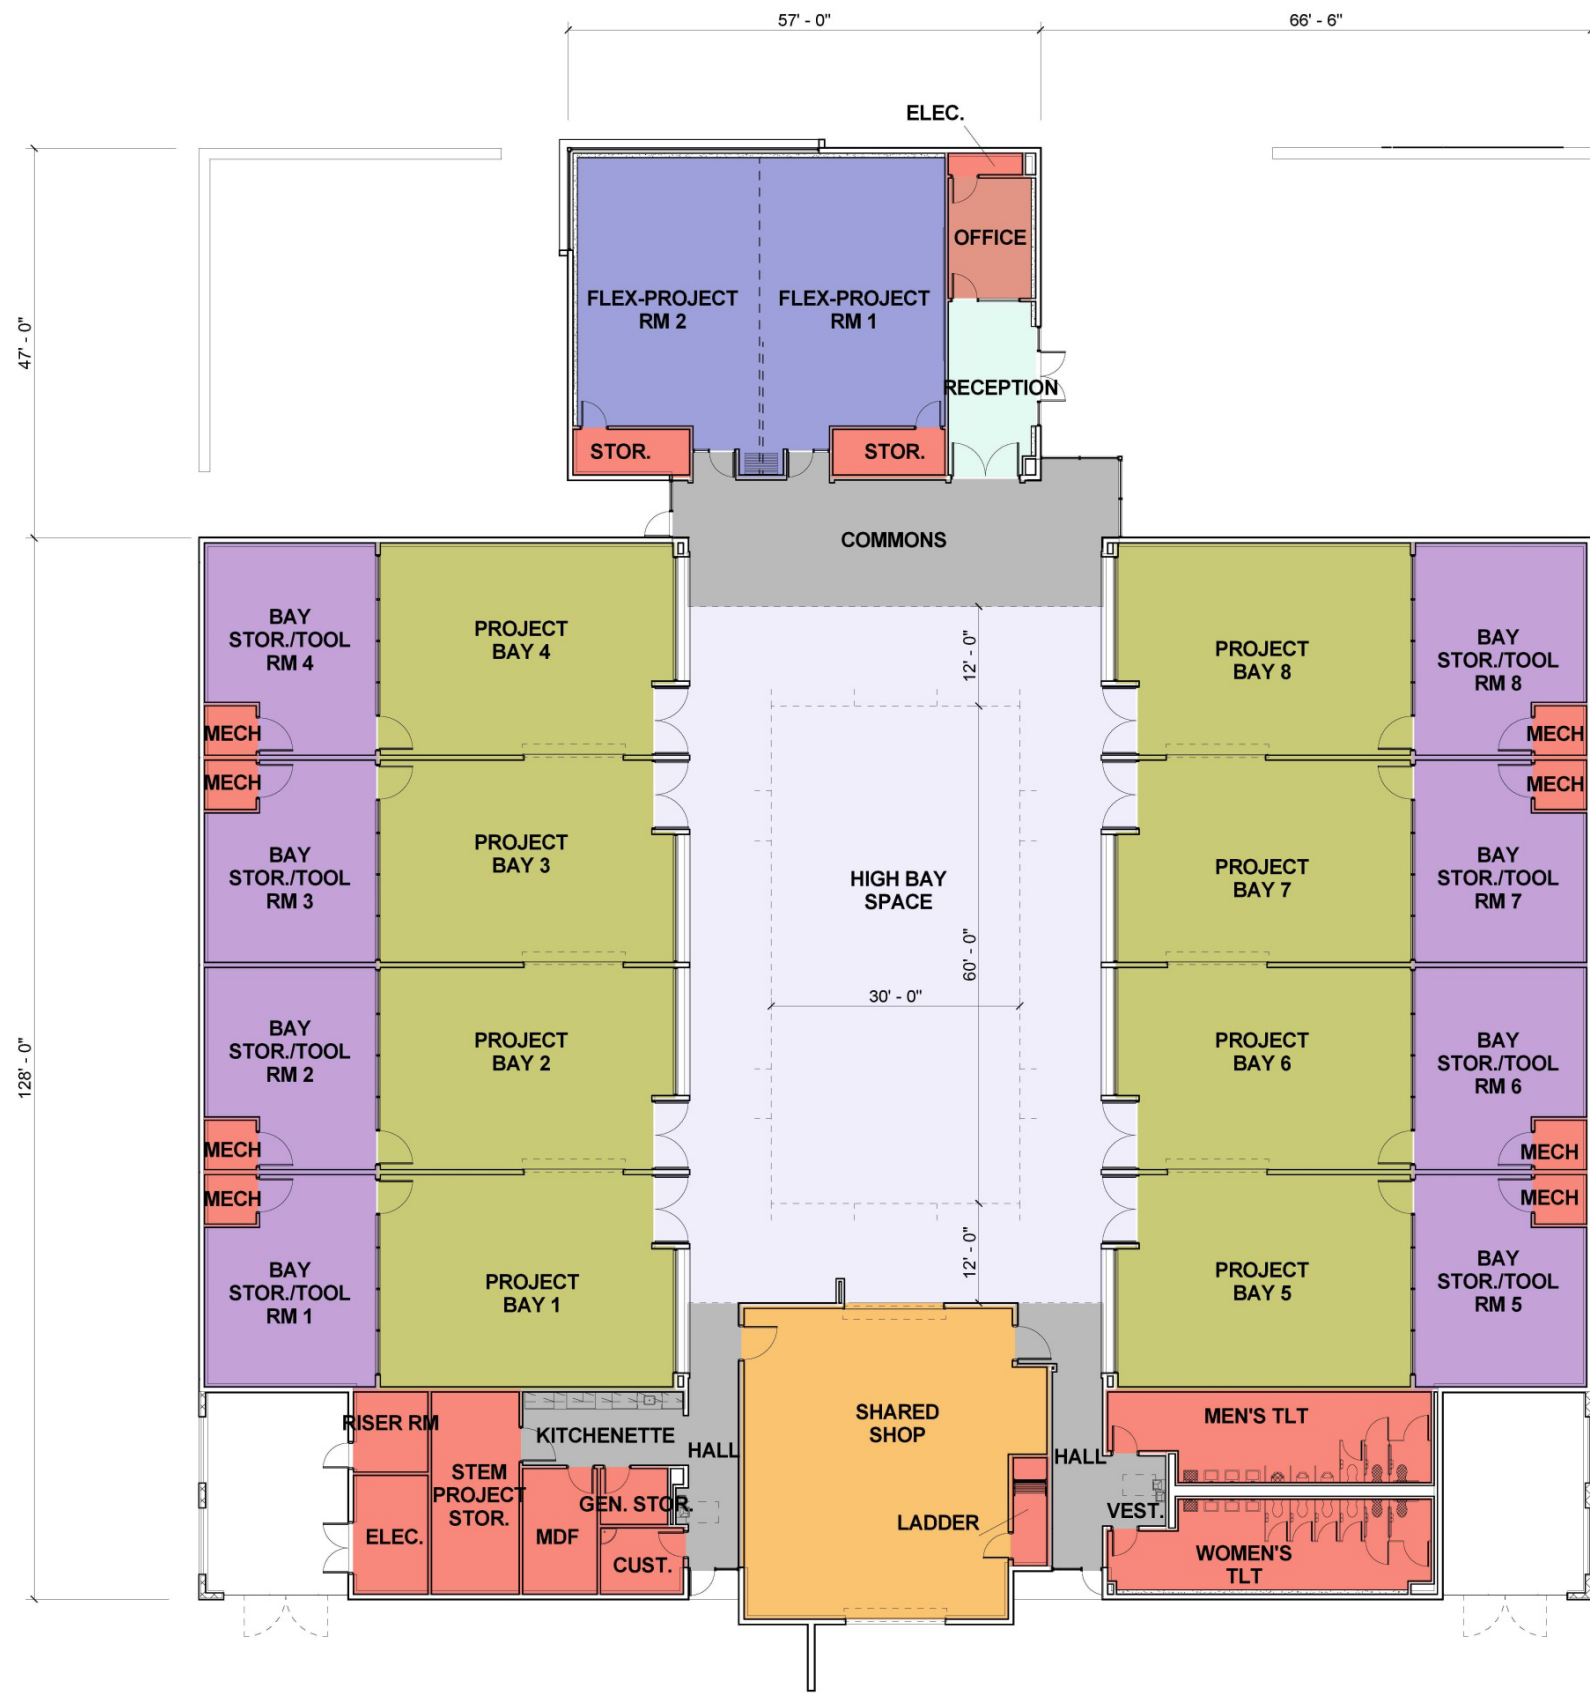 57' - 0"
66' - 6"
ELEC.
OFFICE
47' - 0"
FLEX-PROJECT
RM 2
FLEX-PROJECT
RM 1
RECEPTION
STOR.
STOR.
COMMONS
BAY
STOR./TOOL
RM 4
PROJECT
BAY 4
12' - 0"
PROJECT
BAY 8
BAY
STOR./TOOL
RM 8
MECH
MECH
MECH
MECH
BAY
STOR./TOOL
RM 3
PROJECT
BAY 3
HIGH BAY
SPACE
PROJECT
BAY 7
BAY
STOR./TOOL
RM 7
60' - 0"
30' - 0"
128' - 0"
BAY
STOR./TOOL
RM 2
PROJECT
BAY 2
PROJECT
BAY 6
BAY
STOR./TOOL
RM 6
MECH
MECH
MECH
MECH
BAY
STOR./TOOL
RM 1
PROJECT
BAY 1
12' - 0"
PROJECT
BAY 5
BAY
STOR./TOOL
RM 5
RISER RM
KITCHENETTE
HALL
SHARED
SHOP
HALL
MEN'S TLT
STEM
PROJECT
STOR.
GEN. STOR.
VEST.
ELEC.
MDF
CUST.
LADDER
WOMEN'S
TLT